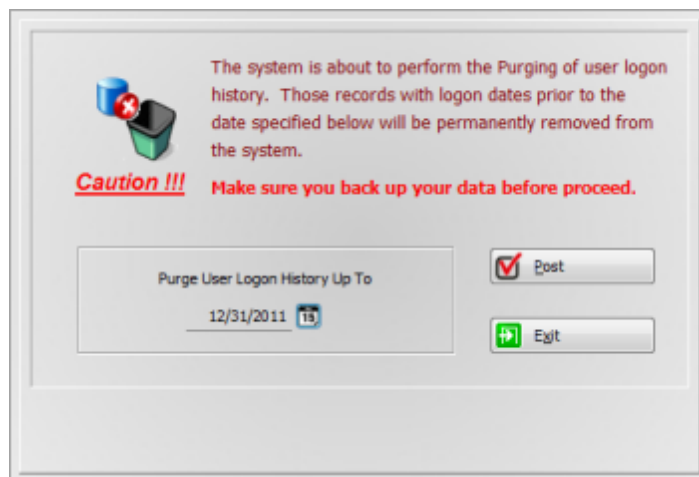 The system is about to perform the Purging of user logon
history. Those records with logon dates prior to the
date specified below will be permanently removed from
the system.
Caution !!!
Make sure you back up your data before proceed.
Purge User Logon History Up To
12/31/2011
15
Post
Exit